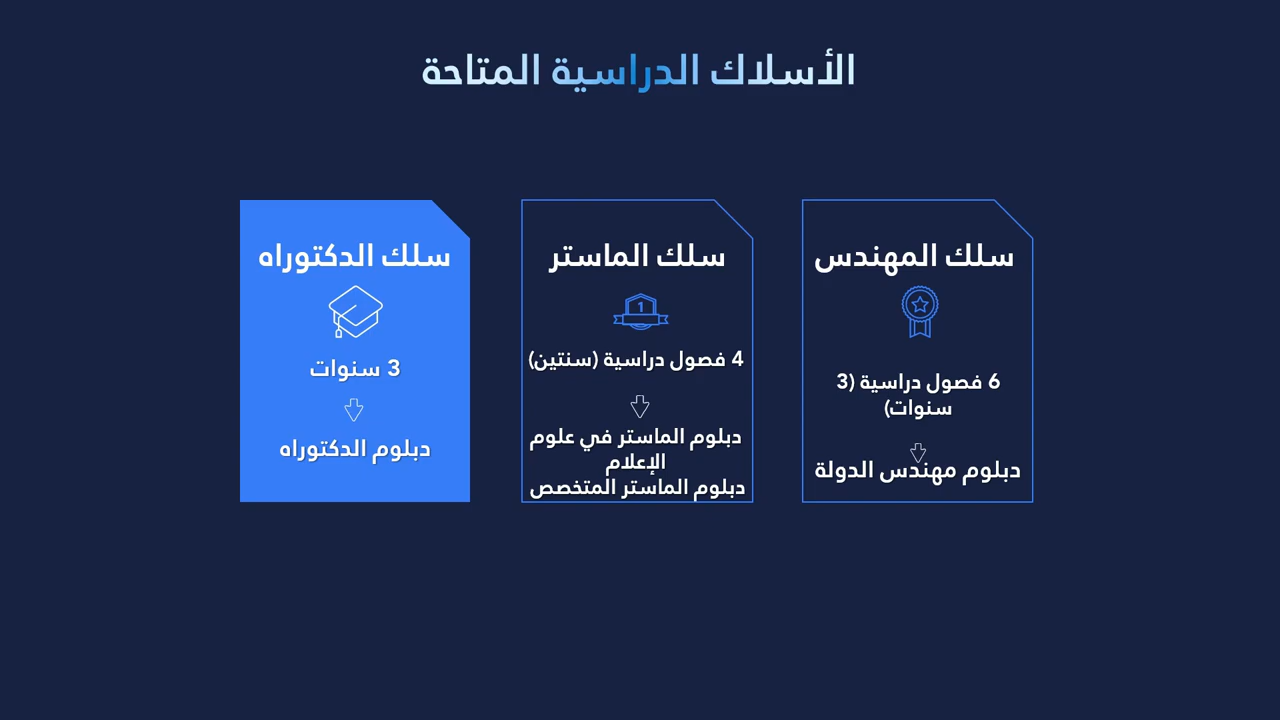 الأسلاك الدراسية المتاحة
سلك المهندس
6 فصول دراسية (3
سنوات)
دبلوم مهندس الدولة
سلك الماستر
1
4 فصول دراسية (سنتين)
دبلوم الماستر في علوم
الإعلام
دبلوم الماستر المتخصص
سلك الدكتوراه
3 سنوات
دبلوم الدكتوراه